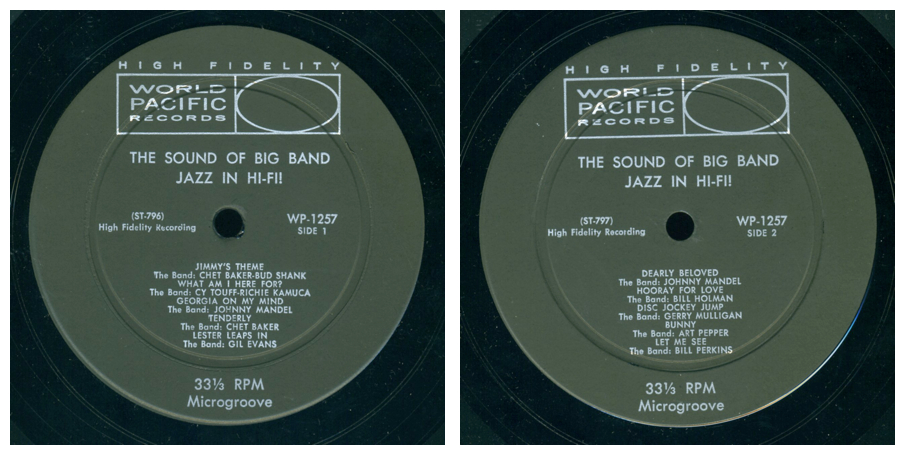 HIGH FIDELITY
WORLD
PACIFIC
RECORDS
THE SOUND OF BIG BAND
JAZZ IN HI-FI!
(ST-796)
High Fidelity Recording
WP-1257
SIDE 1
JIMMY'S THEME
The Band: CHET BAKER-BUD SHANK
WHAT AM I HERE FOR?
The Band: CY TOUFF-RICHIE KAMUCA
GEORGIA ON MY MIND
The Band: JOHNNY MANDEL
TENDERLY
The Band: CHET BAKER
LESTER LEAPS IN
The Band: GIL EVANS
33⅓ RPM
Microgroove
HIGH FIDELITY
WORLD
PACIFIC
RECORDS
THE SOUND OF BIG BAND
JAZZ IN HI-FI!
(ST-797)
High Fidelity Recording
WP-1257
SIDE 2
DEARLY BELOVED
The Band: JOHNNY MANDEL
HOORAY FOR LOVE
The Band: BILL HOLMAN
DISC JOCKEY JUMP
The Band: GERRY MULLIGAN
BUNNY
The Band: ART PEPPER
LET ME SEE
The Band: BILL PERKINS
33⅓ RPM
Microgroove